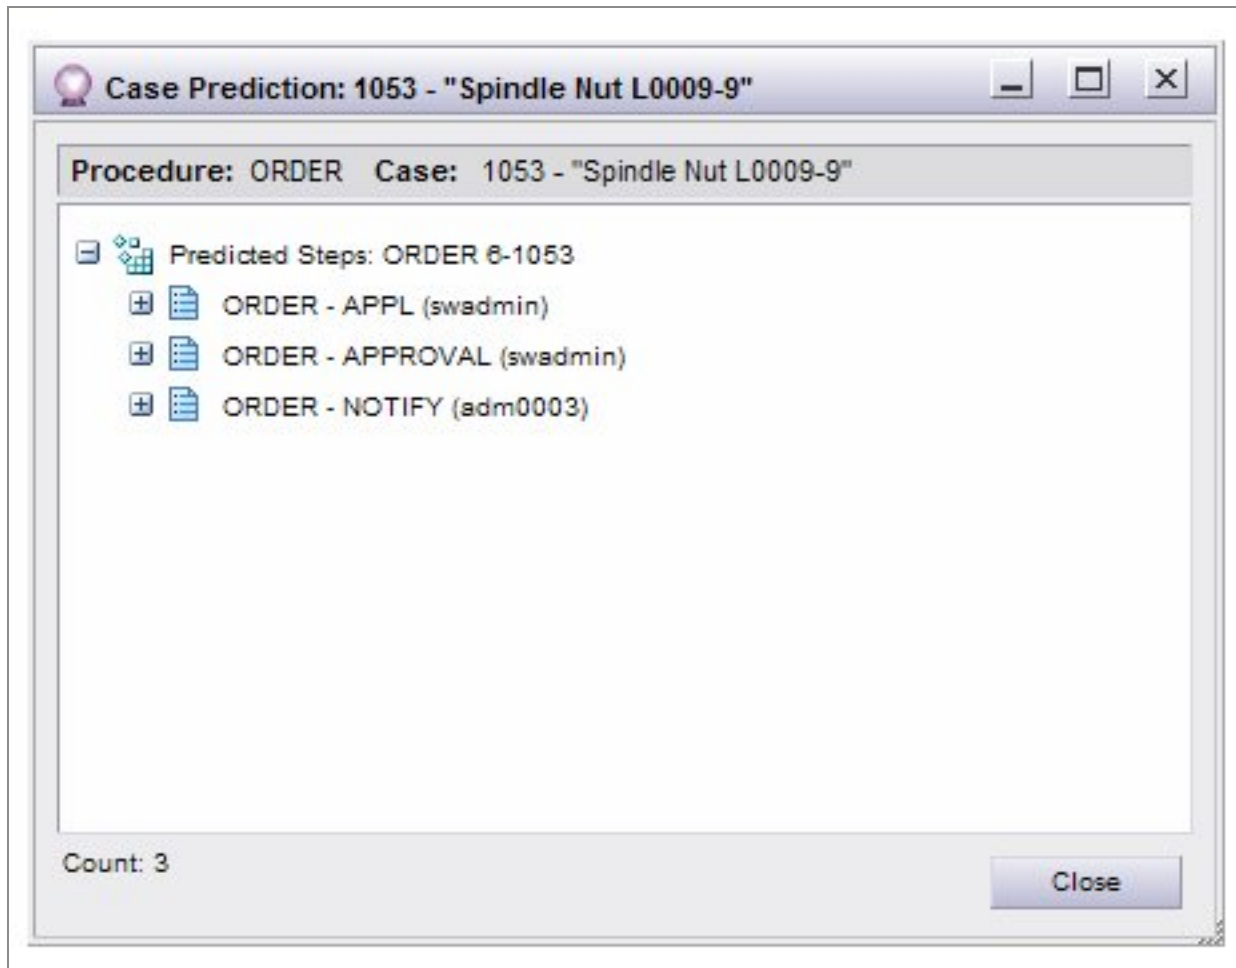 Case Prediction: 1053 - "Spindle Nut L0009-9"
Procedure: ORDER Case: 1053 - "Spindle Nut L0009-9"
Predicted Steps: ORDER 6-1053
ORDER - APPL (swadmin)
ORDER - APPROVAL (swadmin)
ORDER - NOTIFY (adm0003)
Count: 3
Close